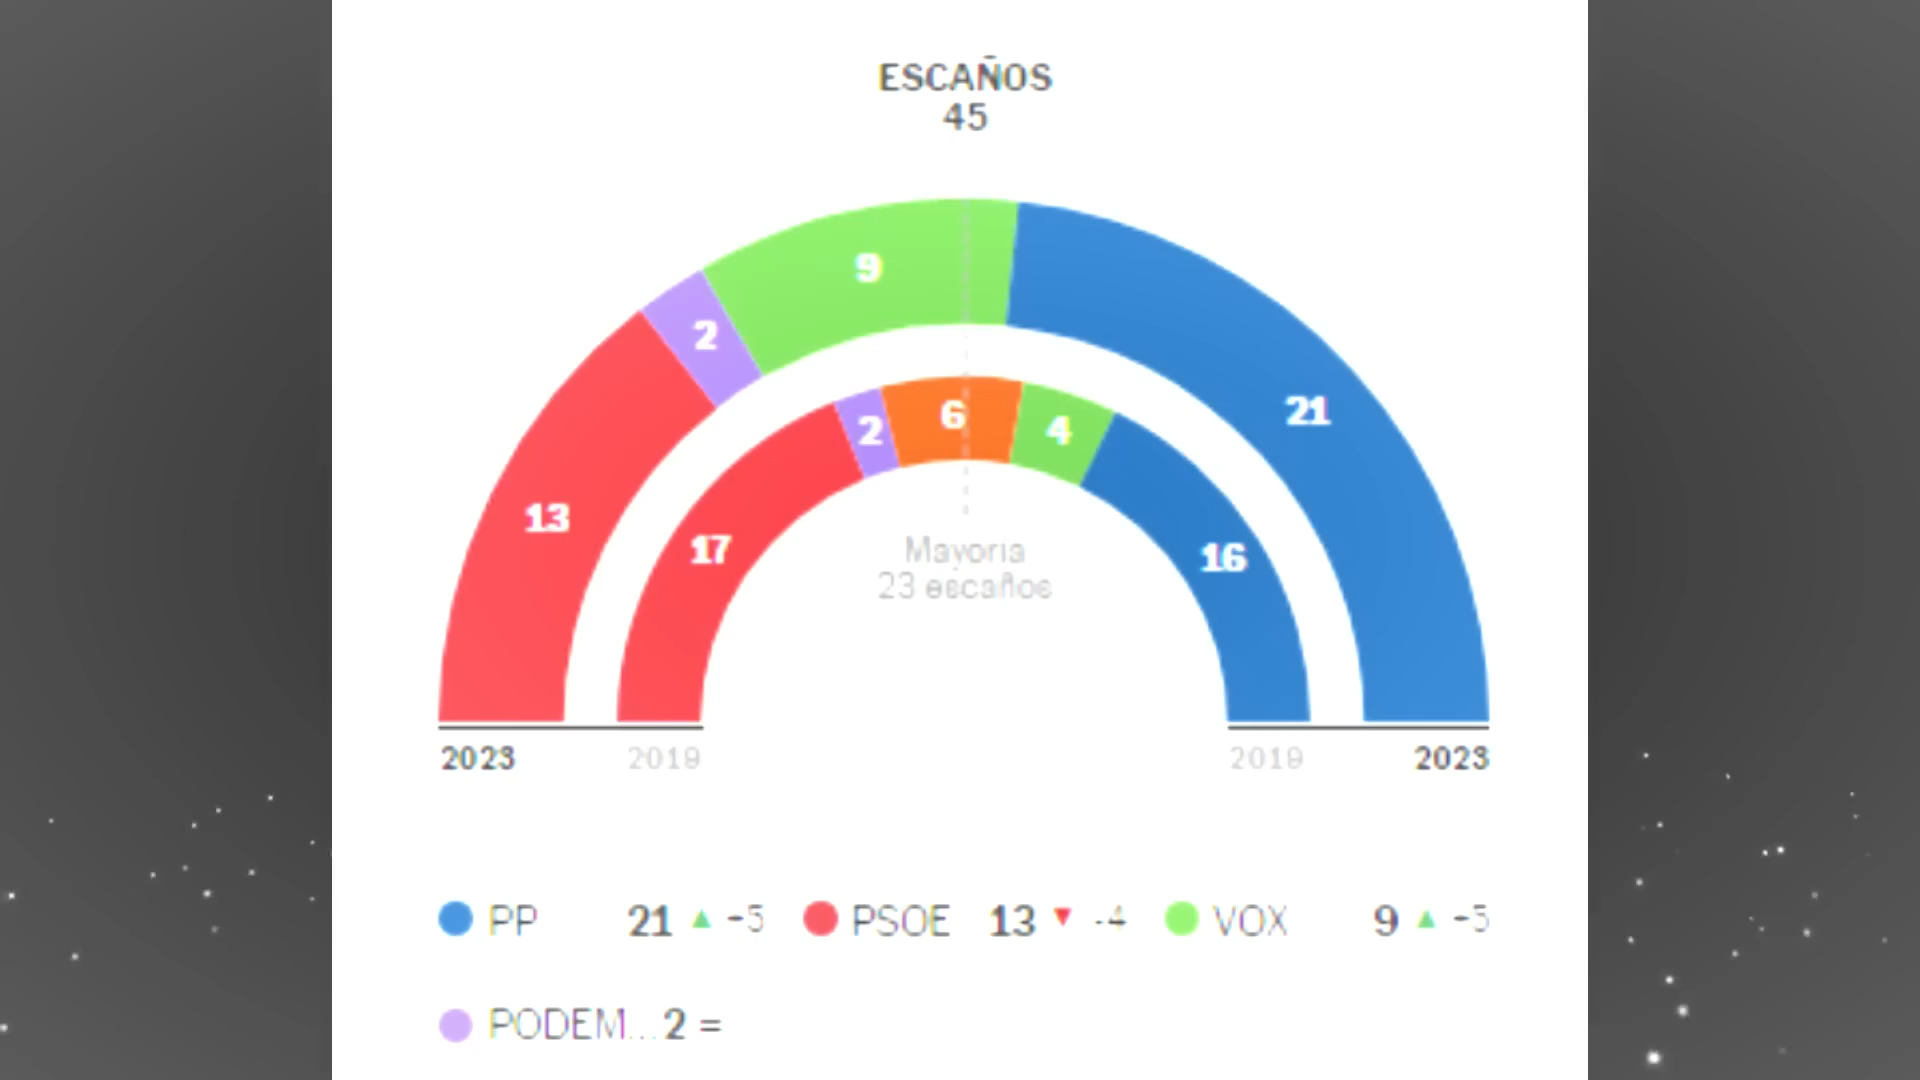 ESCAÑOS
45
9
2
21
6
2
4
13
17
16
Mayoría
23 escaños
2023 2019 2019 2023
PP 21 ▲ +5 PSOE 13 ▼ -4 VOX 9 ▲ +5
PODEM... 2 =